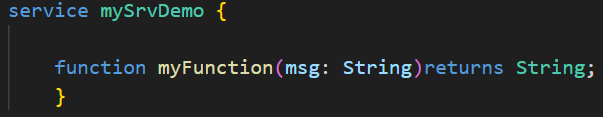 service mySrvDemo {
function myFunction(msg: String)returns String;
}